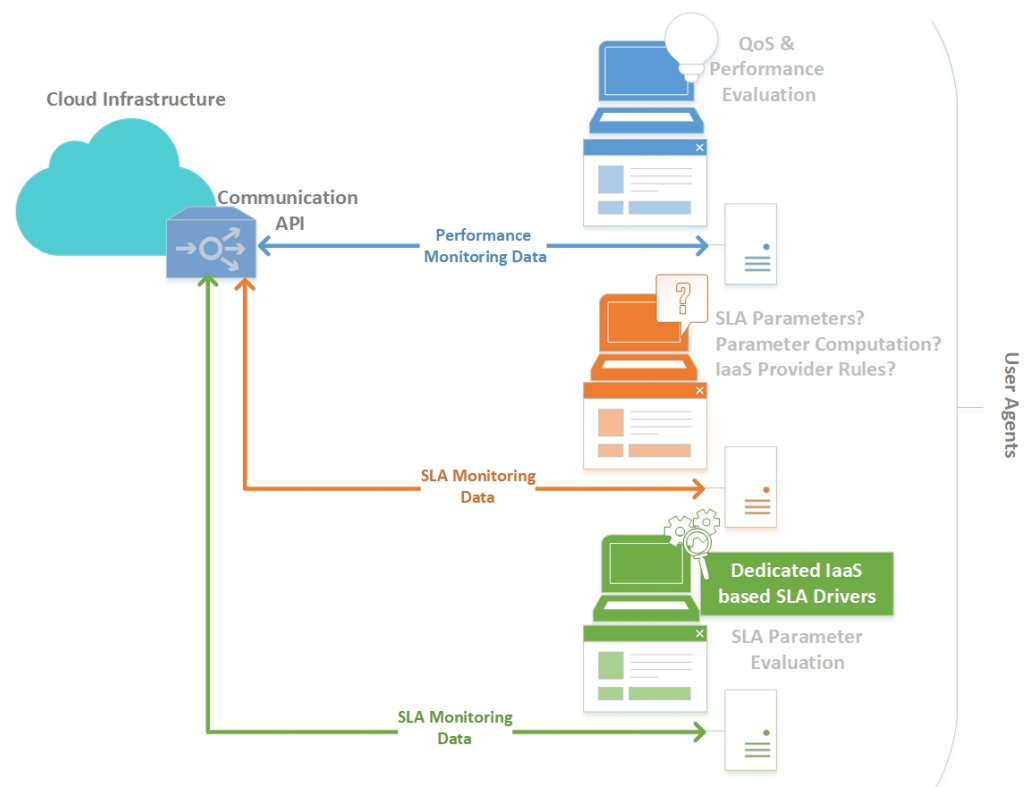 QoS &
Performance
Evaluation
Cloud Infrastructure
Communication
API
Performance
Monitoring Data
?
SLA Parameters?
Parameter Computation?
IaaS Provider Rules?
User Agents
SLA Monitoring
Data
Dedicated IaaS
based SLA Drivers
SLA Parameter
Evaluation
SLA Monitoring
Data